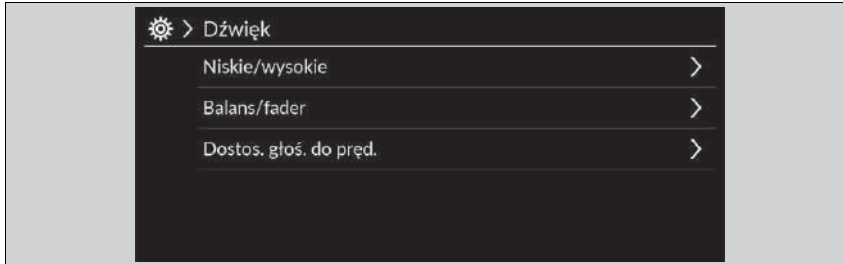 Dźwięk
Niskie/wysokie
Balans/fader
Dostos. głoś. do pręd.